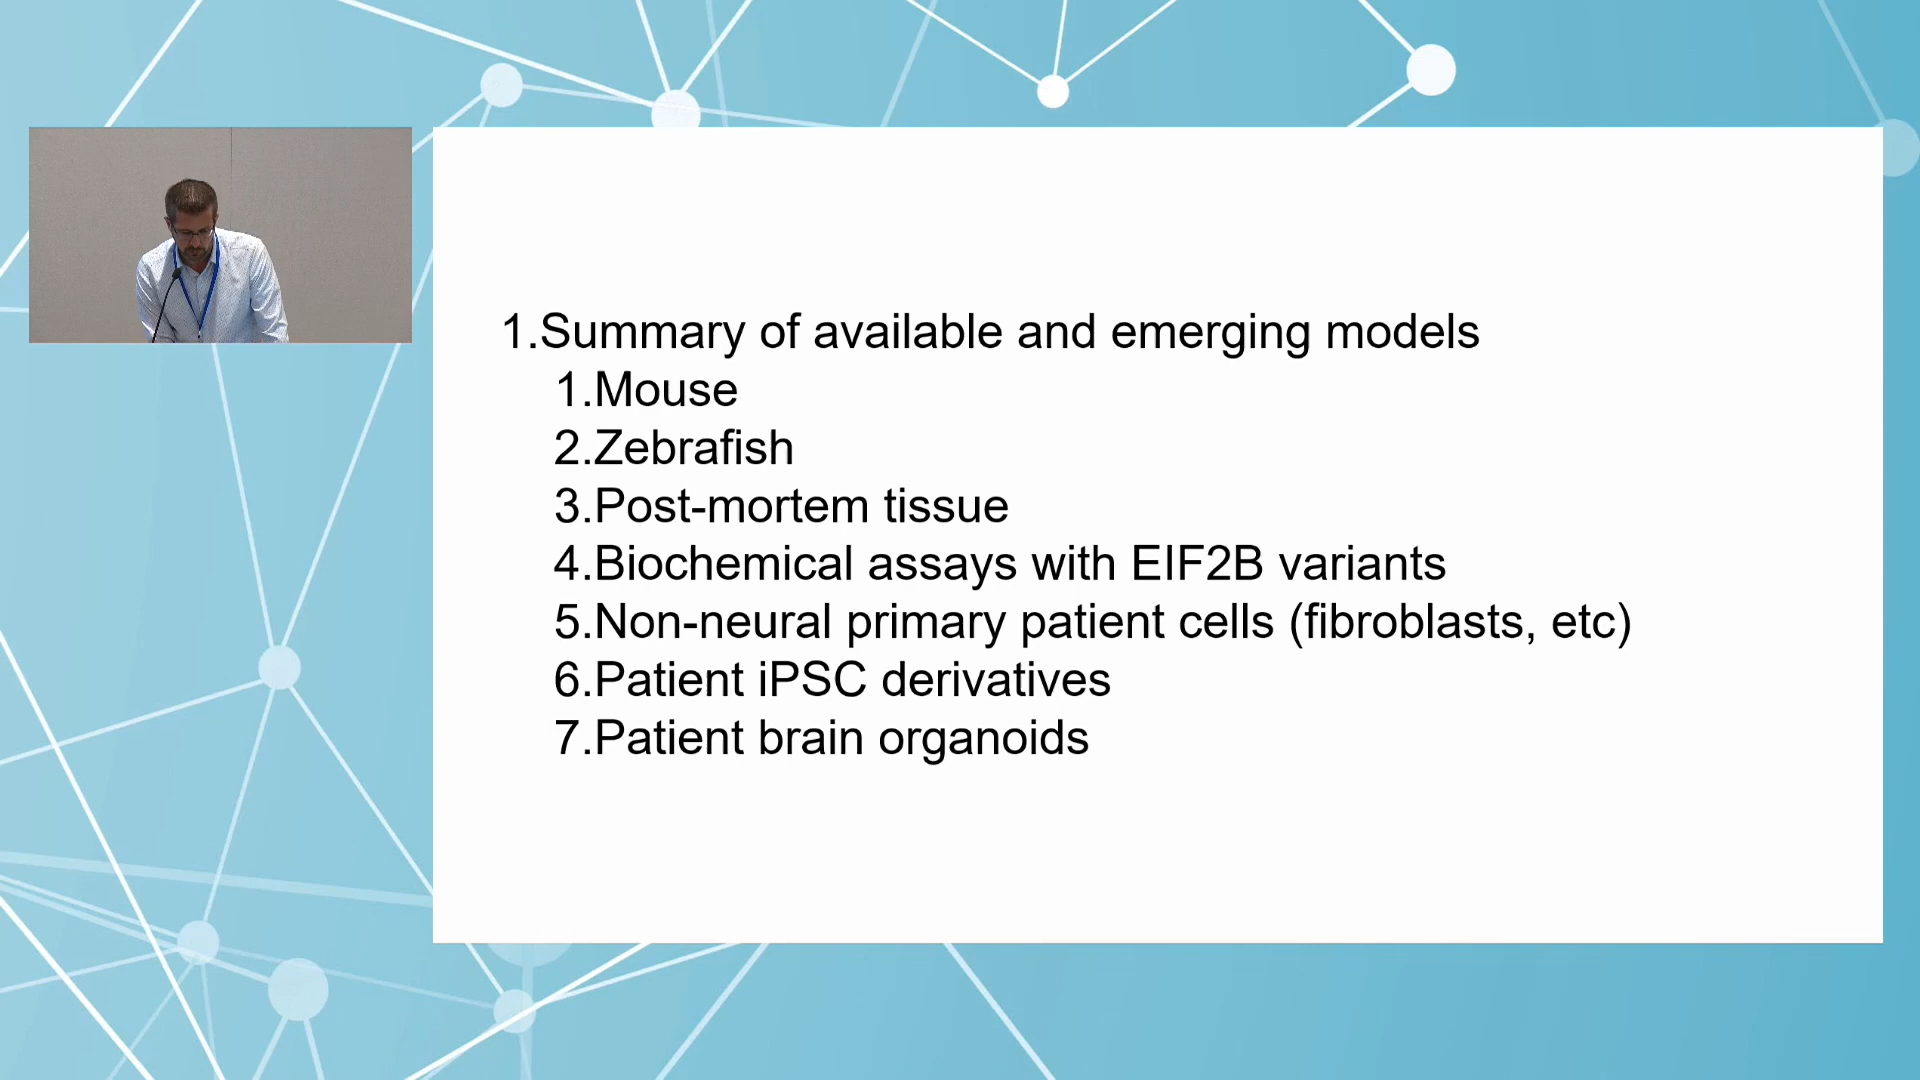 1.Summary of available and emerging models
1.Mouse
2.Zebrafish
3.Post-mortem tissue
4.Biochemical assays with EIF2B variants
5.Non-neural primary patient cells (fibroblasts, etc)
6.Patient iPSC derivatives
7.Patient brain organoids